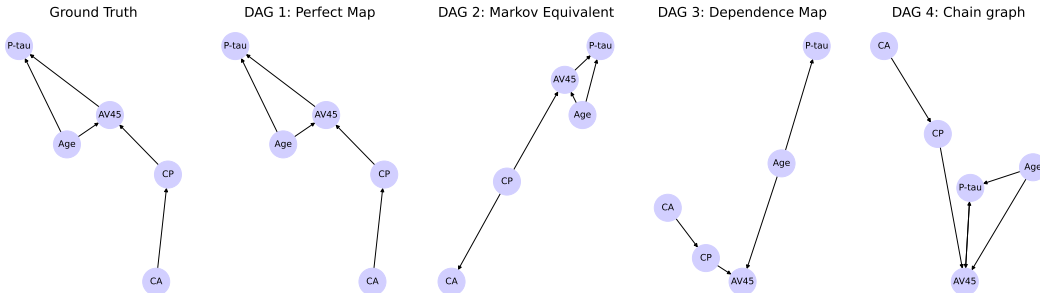 Ground Truth
P-tau
AV45
Age
CP
CA
DAG 1: Perfect Map
P-tau
AV45
Age
CP
CA
DAG 2: Markov Equivalent
P-tau
AV45
Age
CP
CA
DAG 3: Dependence Map
P-tau
Age
CA
CP
AV45
DAG 4: Chain graph
CA
CP
Age
P-tau
AV45